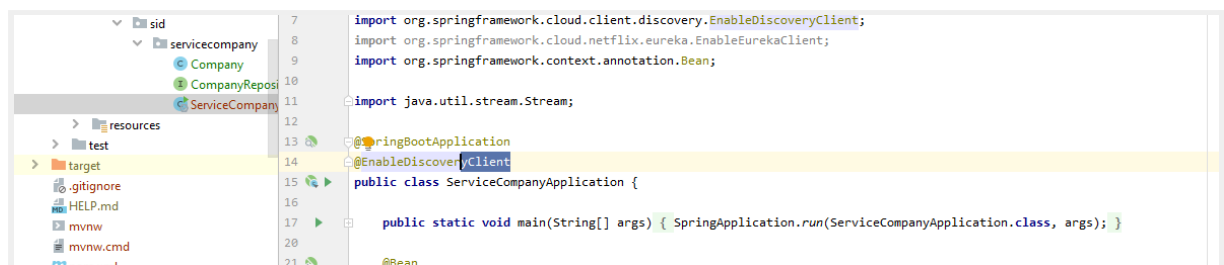 sid
servicecompany
Company
CompanyReposi
ServiceCompany
resources
test
target
.gitignore
HELP.md
mvnw
mvnw.cmd
7 import org.springframework.cloud.client.discovery.EnableDiscoveryClient;
8 import org.springframework.cloud.netflix.eureka.EnableEurekaClient;
9 import org.springframework.context.annotation.Bean;
10
11 import java.util.stream.Stream;
12
13 @SpringBootApplication
14 @EnableDiscoveryClient
15 public class ServiceCompanyApplication {
16
17 public static void main(String[] args) { SpringApplication.run(ServiceCompanyApplication.class, args); }
20
21 @Bean